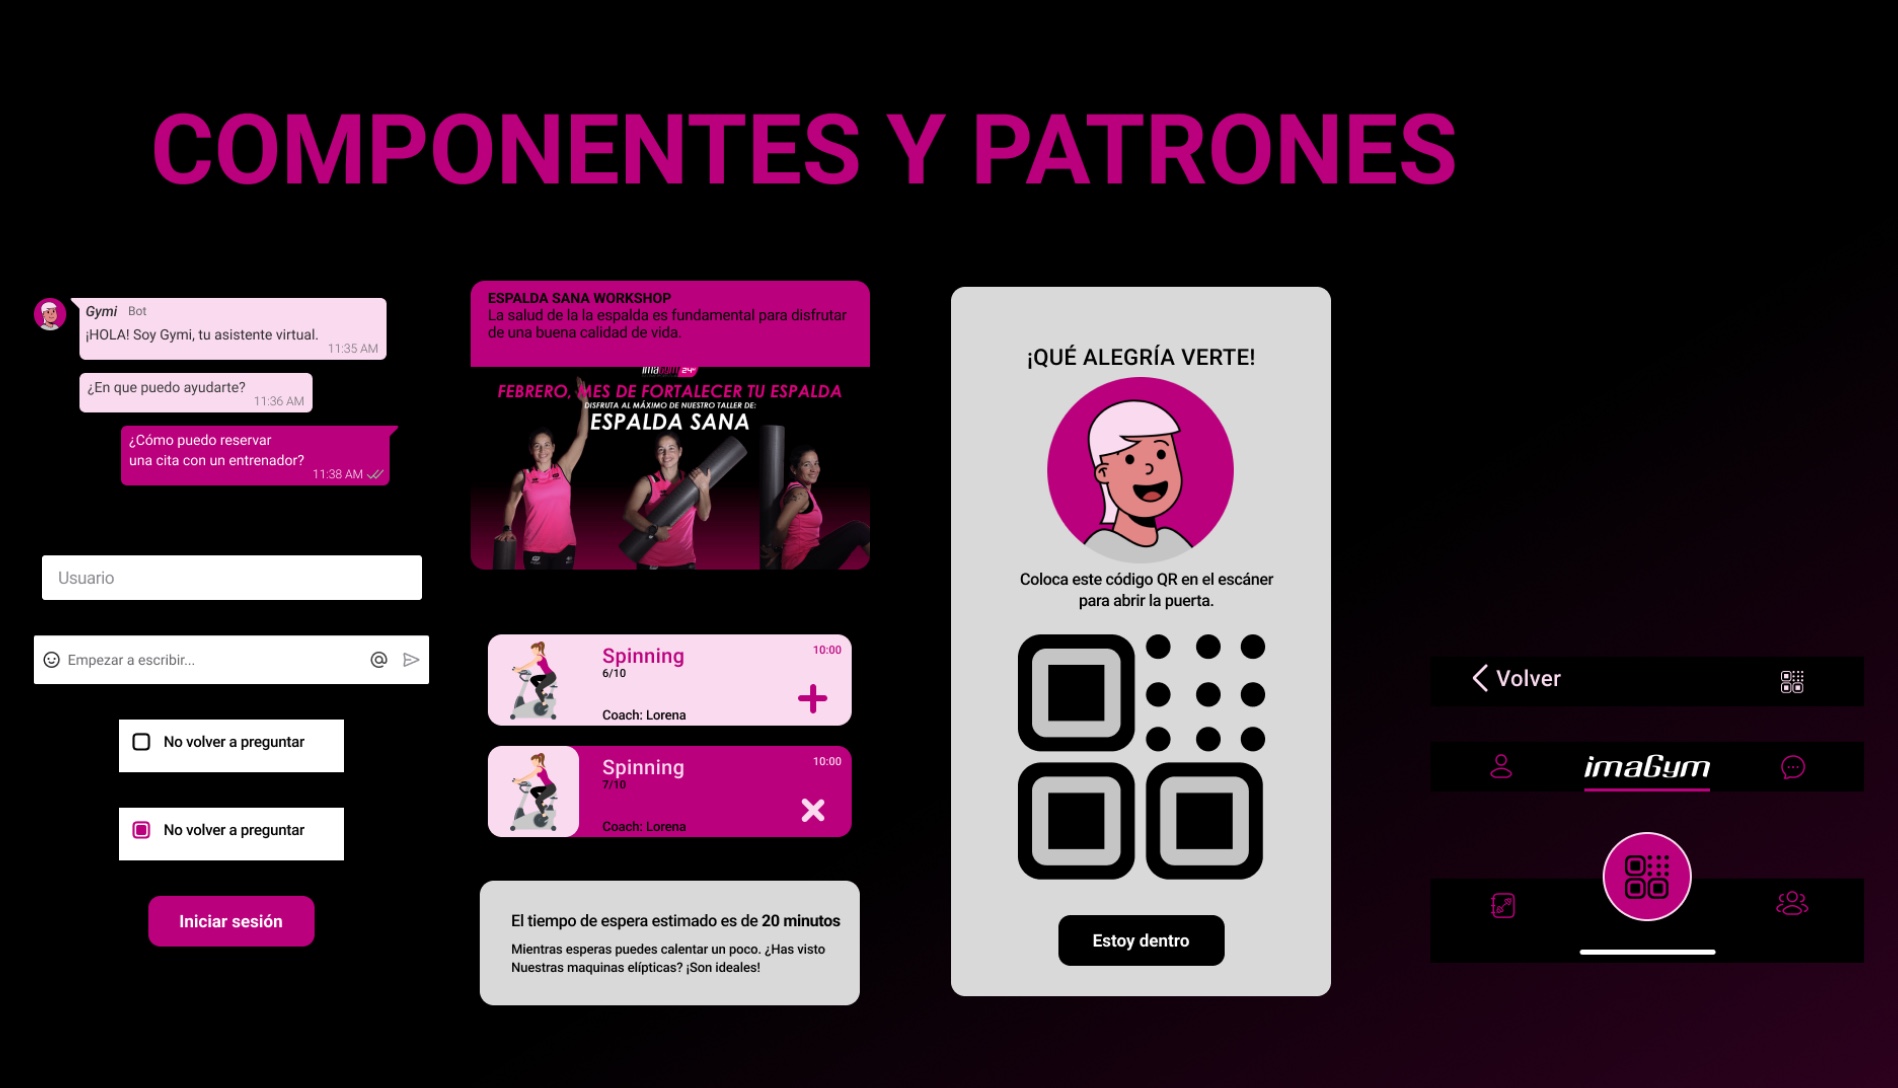 COMPONENTES Y PATRONES
Gymi Bot
¡HOLA! Soy Gymi, tu asistente virtual.
11:35 AM
¿En que puedo ayudarte?
11:36 AM
¿Cómo puedo reservar
una cita con un entrenador?
11:38 AM
Usuario
Empezar a escribir...
No volver a preguntar
No volver a preguntar
Iniciar sesión
ESPALDA SANA WORKSHOP
La salud de la la espalda es fundamental para disfrutar
de una buena calidad de vida.
imaGym 24
FEBRERO, MES DE FORTALECER TU ESPALDA
DISFRUTA AL MÁXIMO DE NUESTRO TALLER DE:
ESPALDA SANA
Spinning
10:00
6/10
Coach: Lorena
Spinning
10:00
7/10
Coach: Lorena
El tiempo de espera estimado es de 20 minutos
Mientras esperas puedes calentar un poco. ¿Has visto
Nuestras maquinas elípticas? ¡Son ideales!
¡QUÉ ALEGRÍA VERTE!
Coloca este código QR en el escáner
para abrir la puerta.
Estoy dentro
Volver
imaGym